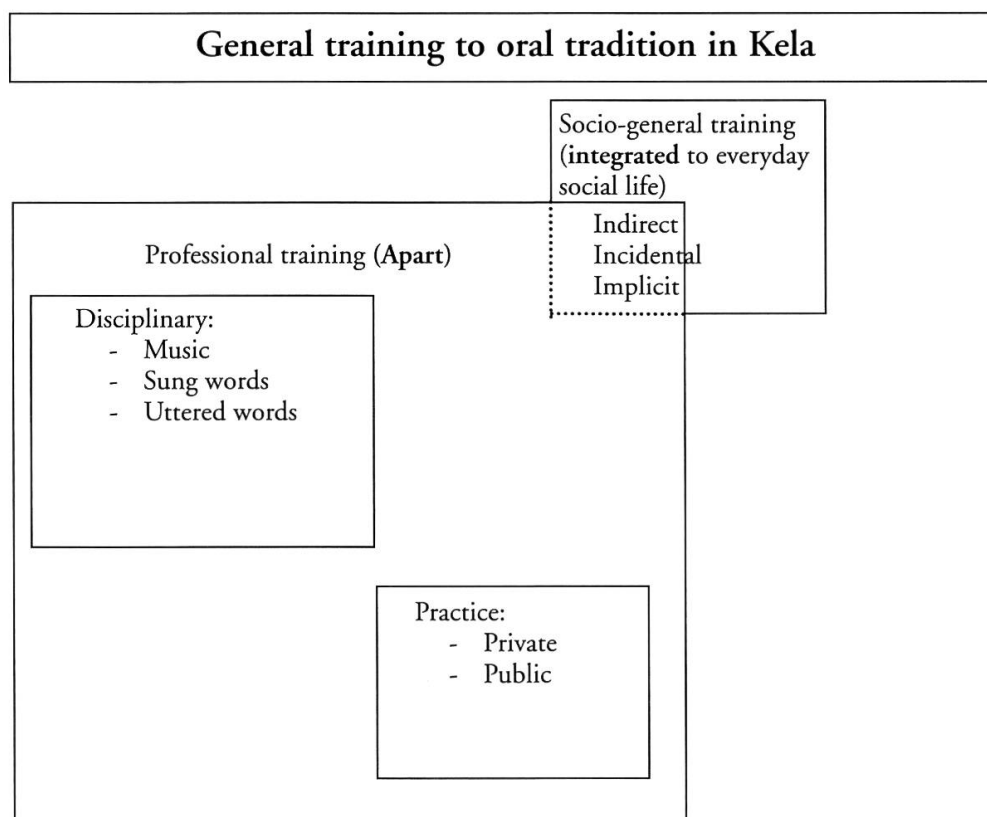 General training to oral tradition in Kela
Socio-general training
(integrated to everyday
social life)
Indirect
Incidental
Implicit
Professional training (Apart)
Disciplinary:
- Music
- Sung words
- Uttered words
Practice:
- Private
- Public